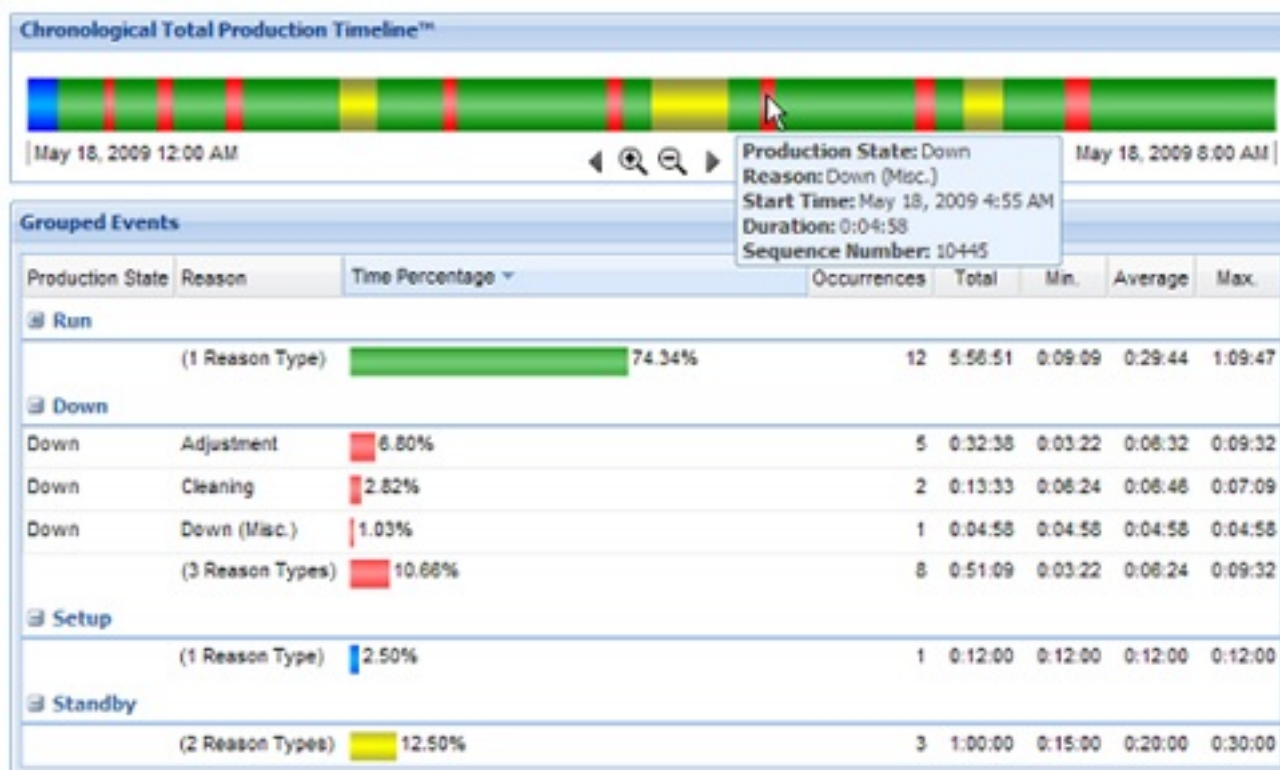 Chronological Total Production Timeline™
May 18, 2009 12:00 AM
May 18, 2009 8:00 AM
Production State: Down
Reason: Down (Misc.)
Start Time: May 18, 2009 4:55 AM
Duration: 0:04:58
Sequence Number: 10445
Grouped Events
Production State Reason Time Percentage Occurrences Total Min. Average Max.
Run
(1 Reason Type) 74.34% 12 5:56:51 0:09:09 0:29:44 1:09:47
Down
Down Adjustment 6.80% 5 0:32:38 0:03:22 0:06:32 0:09:32
Down Cleaning 2.82% 2 0:13:33 0:06:24 0:06:46 0:07:09
Down Down (Misc.) 1.03% 1 0:04:58 0:04:58 0:04:58 0:04:58
(3 Reason Types) 10.66% 8 0:51:09 0:03:22 0:06:24 0:09:32
Setup
(1 Reason Type) 2.50% 1 0:12:00 0:12:00 0:12:00 0:12:00
Standby
(2 Reason Types) 12.50% 3 1:00:00 0:15:00 0:20:00 0:30:00